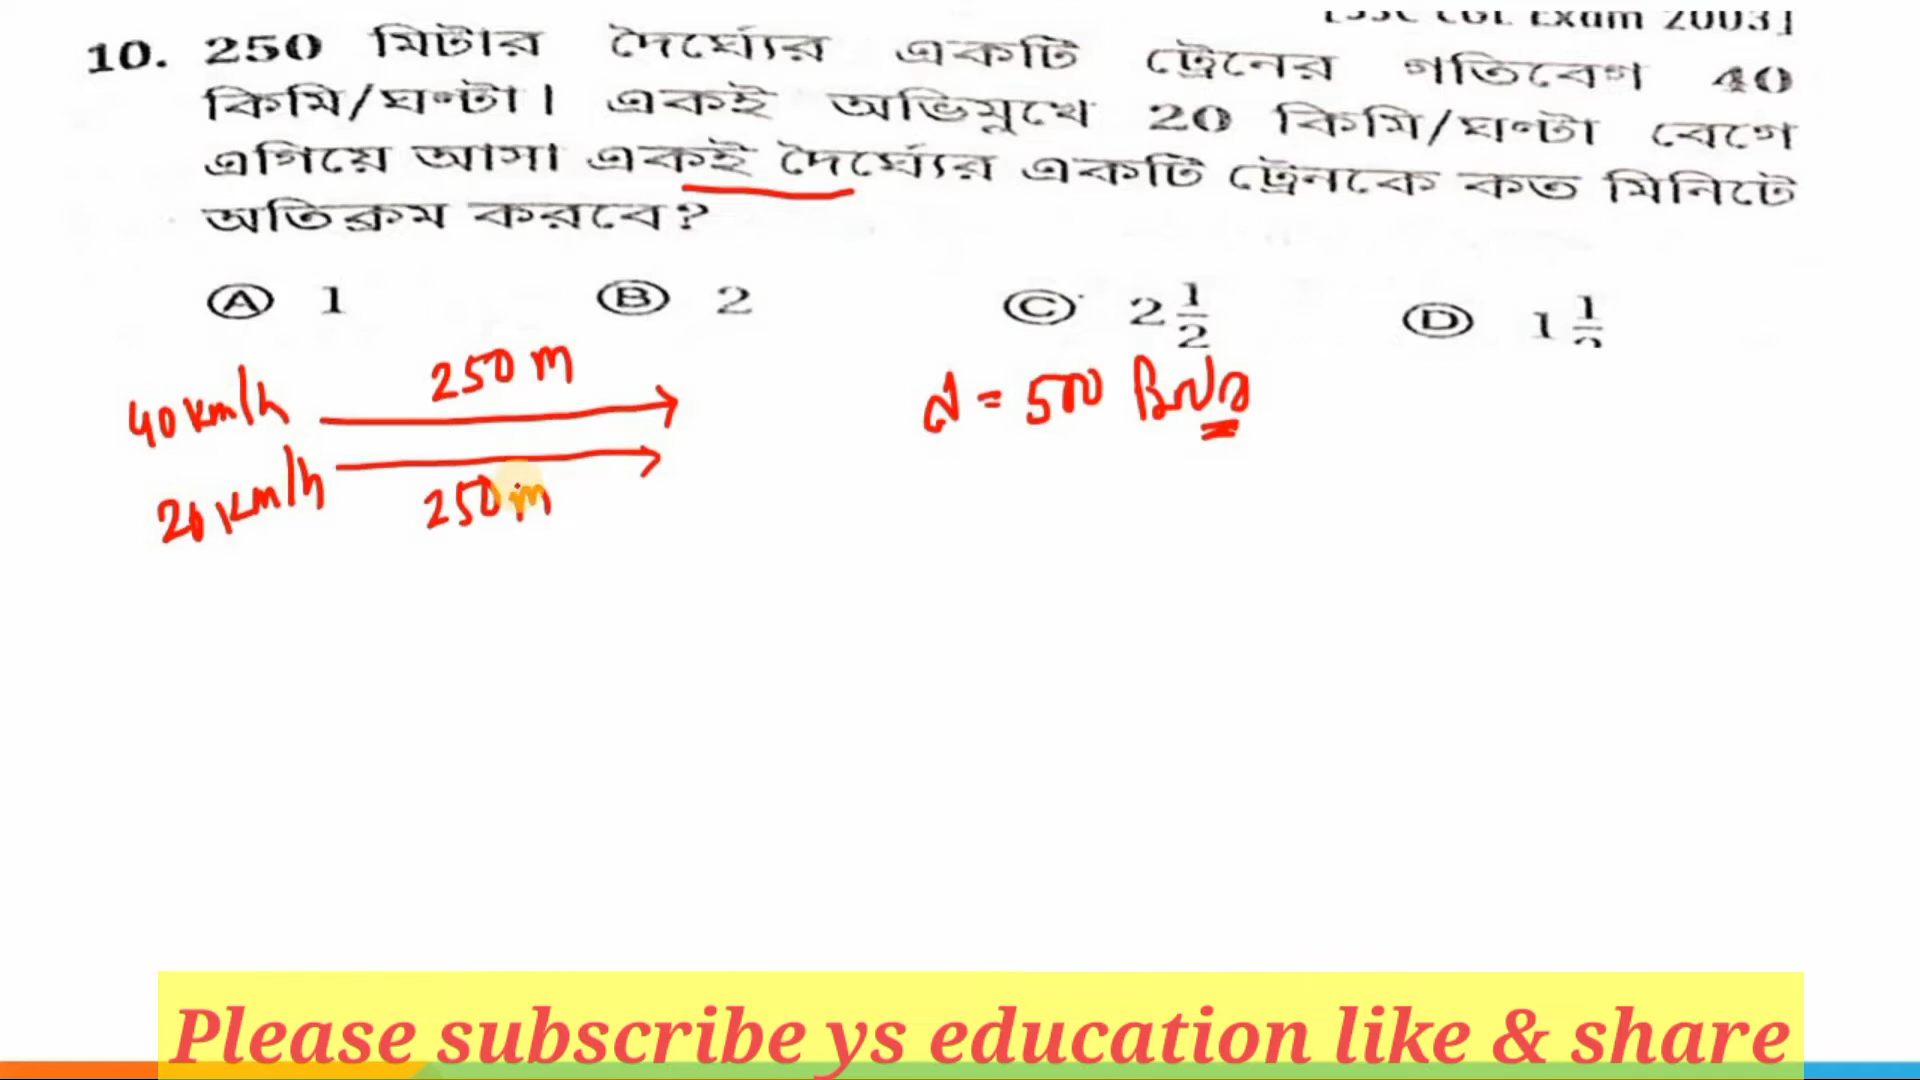 Exam 2003]
10. 250 মিটার দৈর্ঘ্যের একটি ট্রেনের গতিবেগ 40
কিমি/ঘণ্টা। একই অভিমুখে 20 কিমি/ঘণ্টা বেগে
এগিয়ে আসা একই দৈর্ঘ্যের একটি ট্রেনকে কত মিনিটে
অতিক্রম করবে?
Ⓐ 1 Ⓑ 2 Ⓒ 2 1/2 Ⓓ 1
250 m
40 km/h
20 km/h
250 m
= 500
Please subscribe ys education like & share